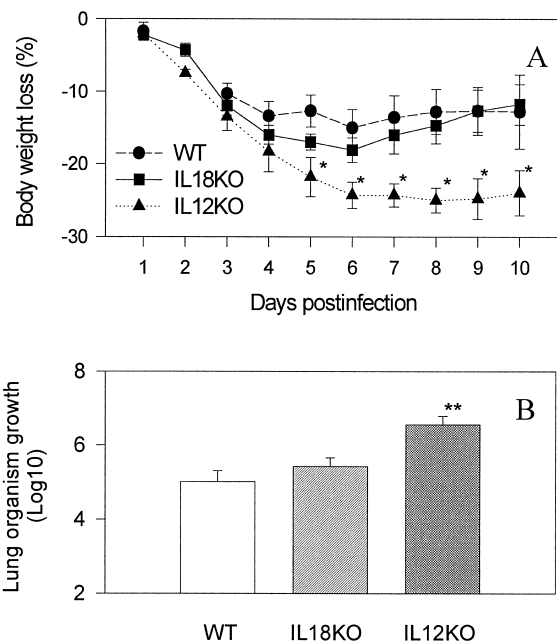 0
-10
-20
-30
Body weight loss (%)
A
WT
IL18KO
IL12KO
* * * * * *
1 2 3 4 5 6 7 8 9 10
Days postinfection
8
6
4
2
Lung organism growth
(Log10)
B
**
WT IL18KO IL12KO